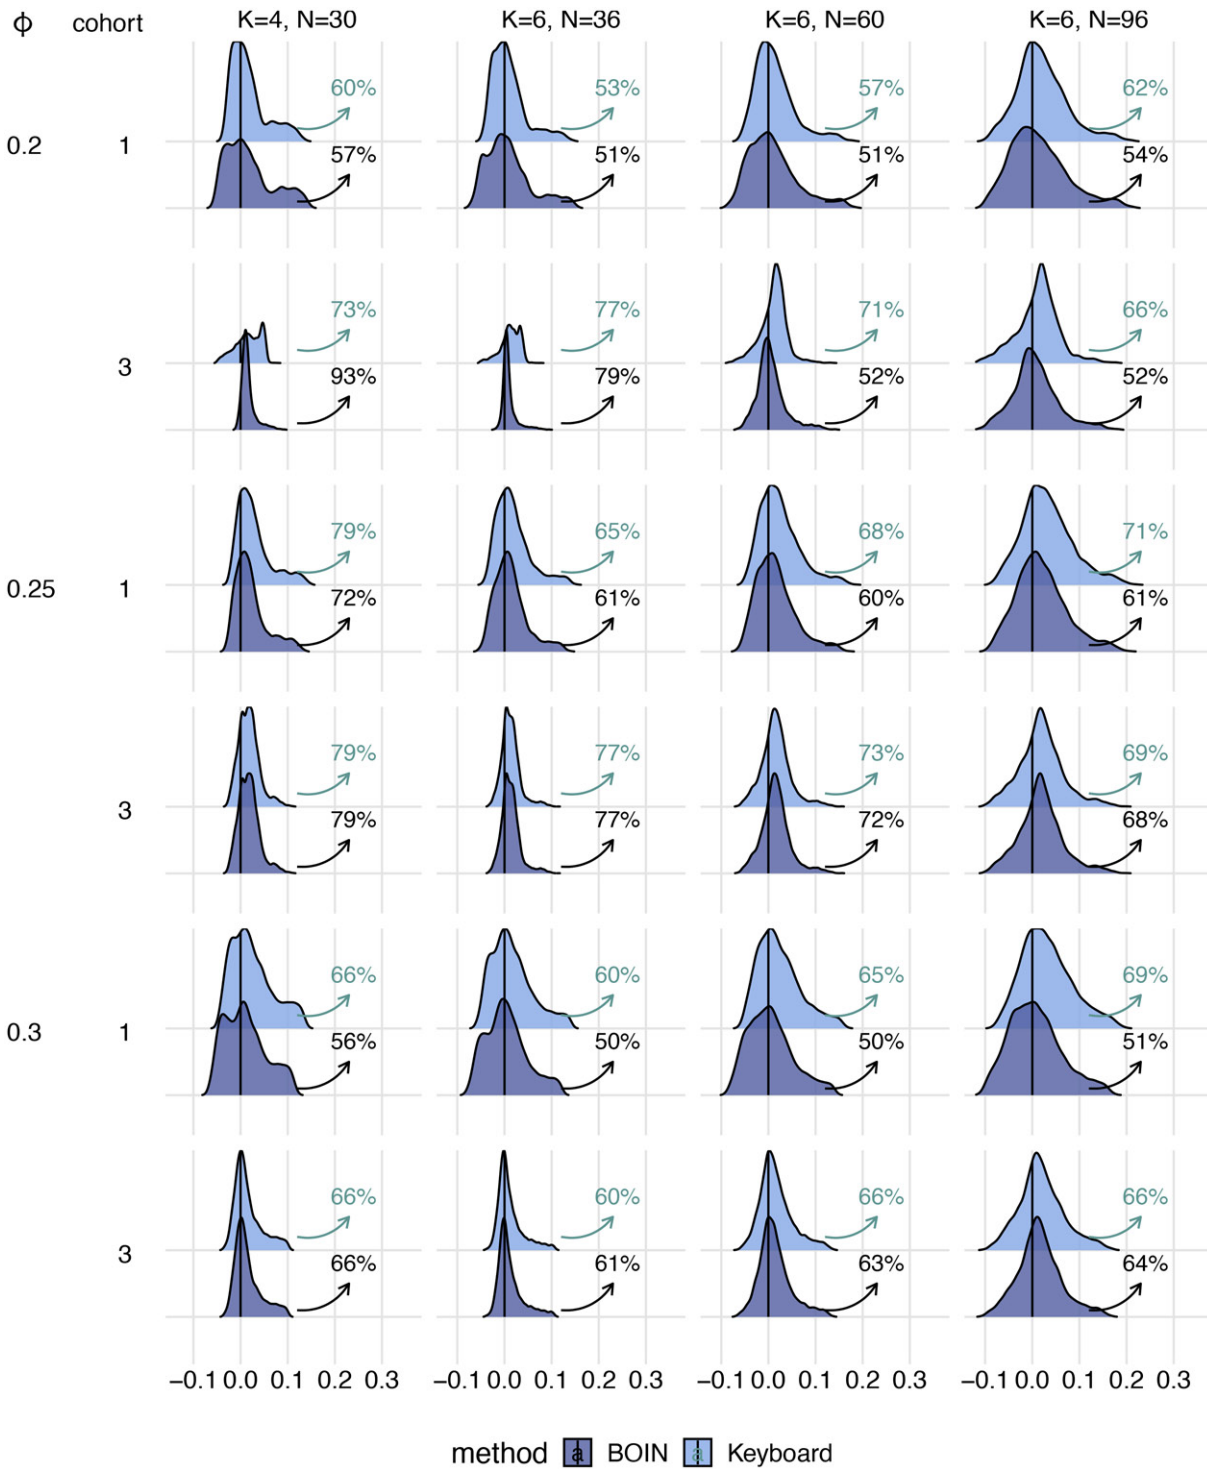 ϕ cohort K=4, N=30 K=6, N=36 K=6, N=60 K=6, N=96
60% 53% 57% 62%
0.2 1 57% 51% 51% 54%
73% 77% 71% 66%
3 93% 79% 52% 52%
79% 65% 68% 71%
0.25 1 72% 61% 60% 61%
79% 77% 73% 69%
3 79% 77% 72% 68%
66% 60% 65% 69%
0.3 1 56% 50% 50% 51%
66% 60% 66% 66%
3 66% 61% 63% 64%
−0.1 0.0 0.1 0.2 0.3 −0.1 0.0 0.1 0.2 0.3 −0.1 0.0 0.1 0.2 0.3 −0.1 0.0 0.1 0.2 0.3
method a BOIN a Keyboard